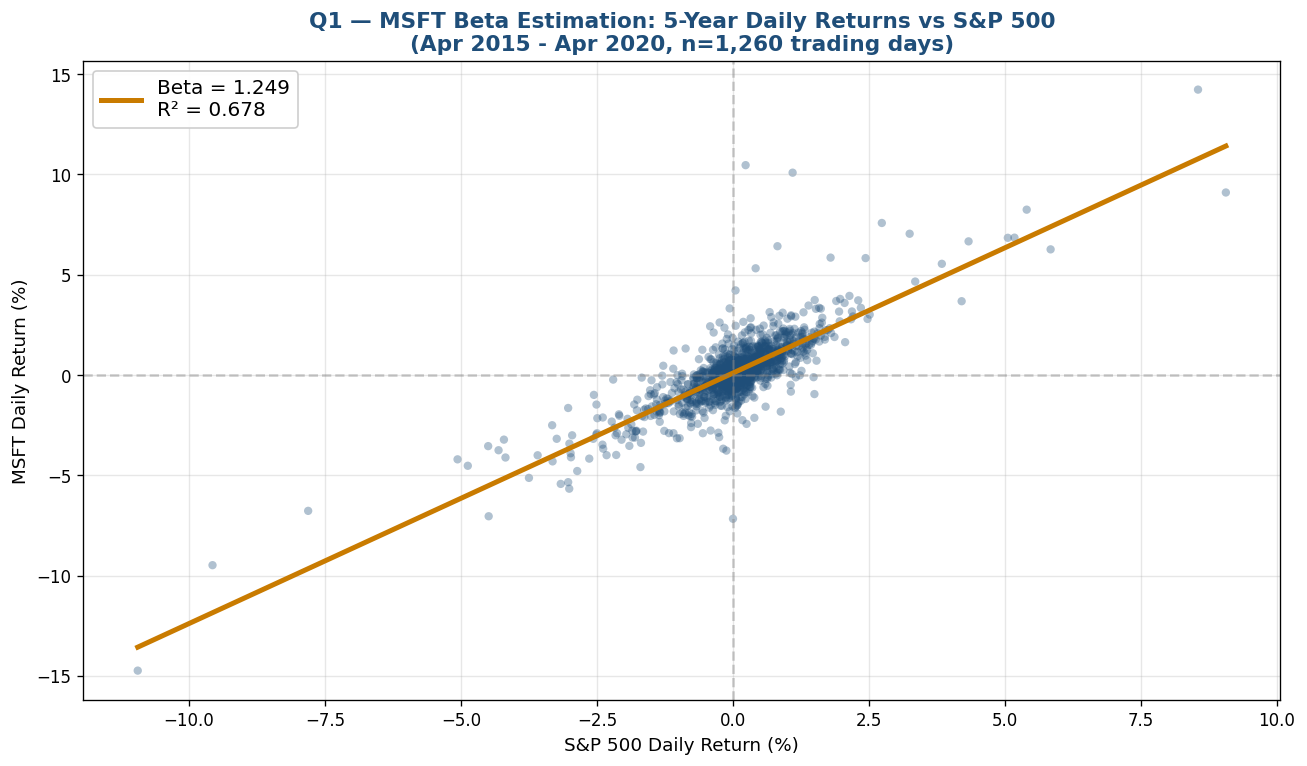 Q1 — MSFT Beta Estimation: 5-Year Daily Returns vs S&P 500
(Apr 2015 - Apr 2020, n=1,260 trading days)
Beta = 1.249
R² = 0.678
MSFT Daily Return (%)
15
10
5
0
−5
−10
−15
−10.0
−7.5
−5.0
−2.5
0.0
2.5
5.0
7.5
10.0
S&P 500 Daily Return (%)